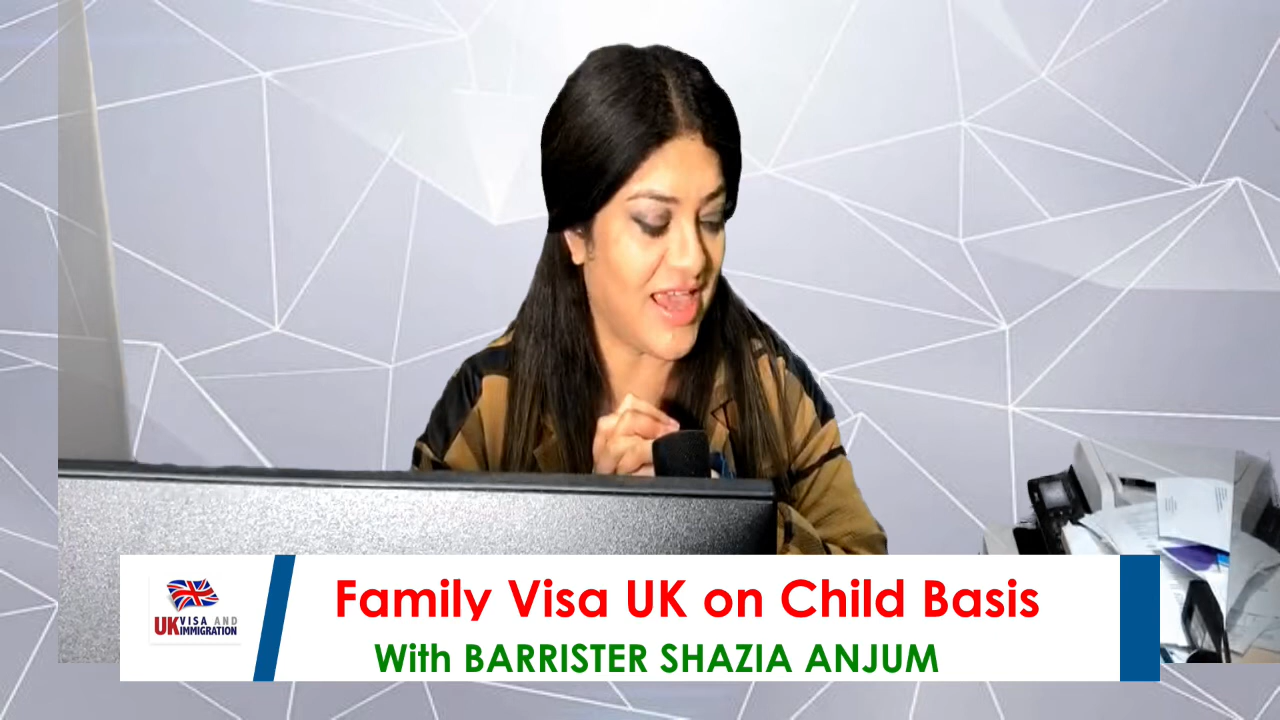 VISA AND
UK IMMIGRATION
Family Visa UK on Child Basis
With BARRISTER SHAZIA ANJUM